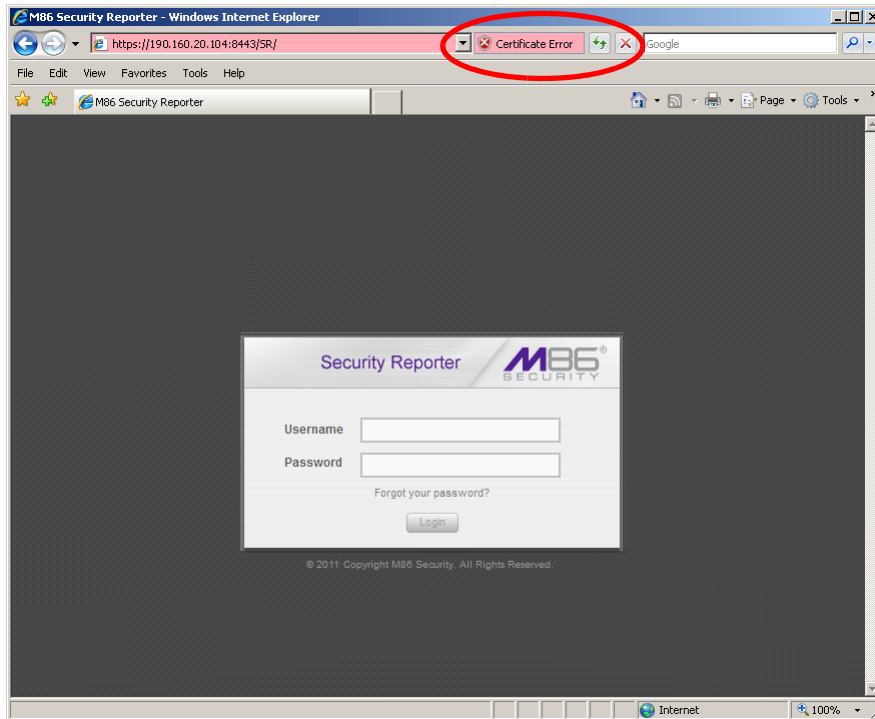 M86 Security Reporter - Windows Internet Explorer
https://190.160.20.104:8443/SR/ Certificate Error Google
File Edit View Favorites Tools Help
M86 Security Reporter Page Tools
Security Reporter M86® SECURITY
Username
Password
Forgot your password?
Login
© 2011 Copyright M86 Security. All Rights Reserved.
Internet 100%